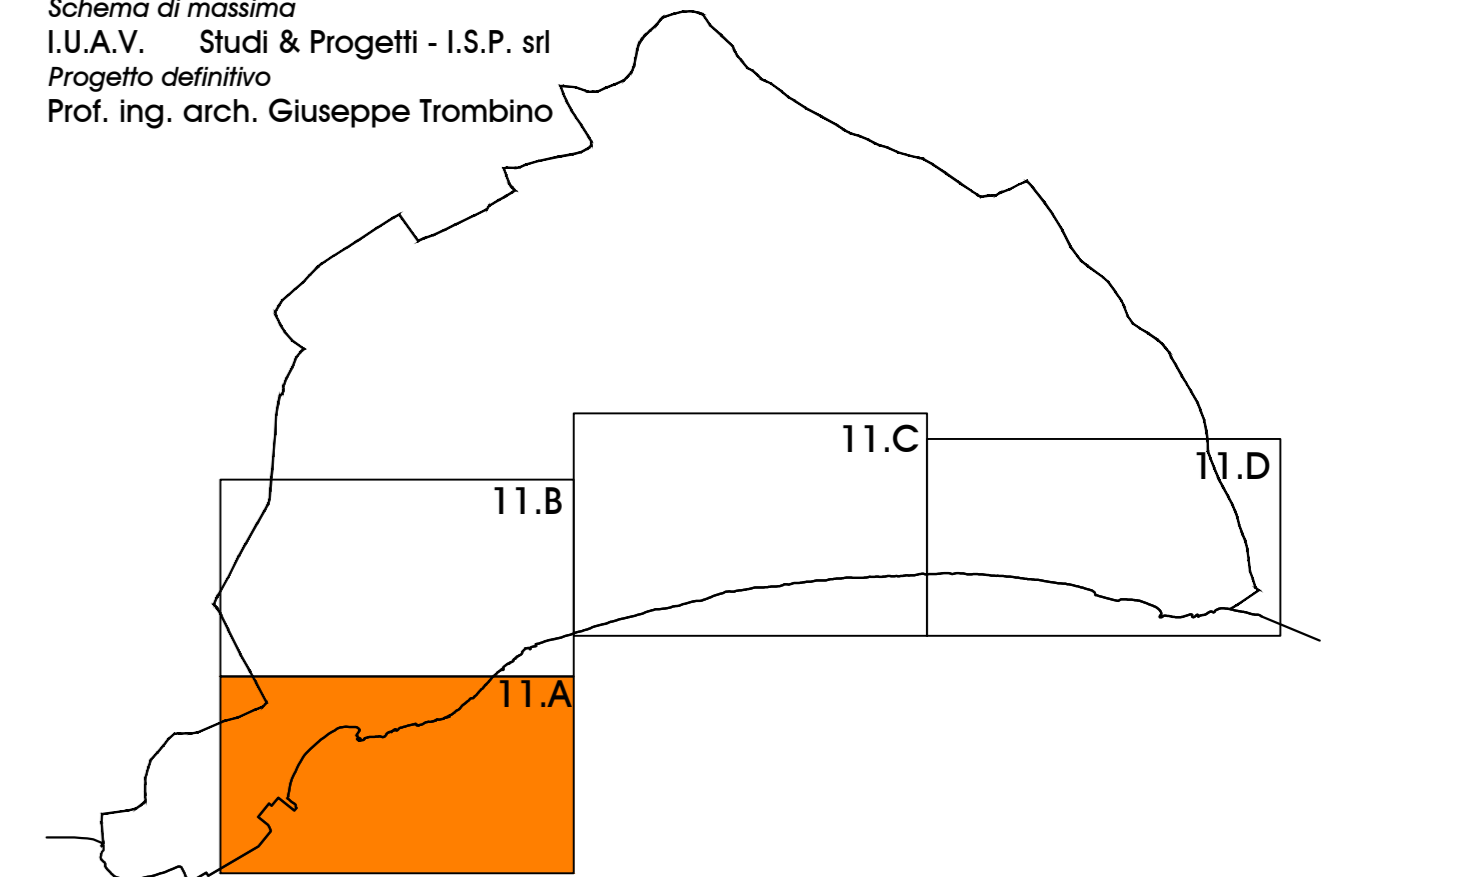 Schema di massima
I.U.A.V. Studi & Progetti - I.S.P. srl
Progetto definitivo
Prof. ing. arch. Giuseppe Trombino
11.C
11.D
11.B
11.A